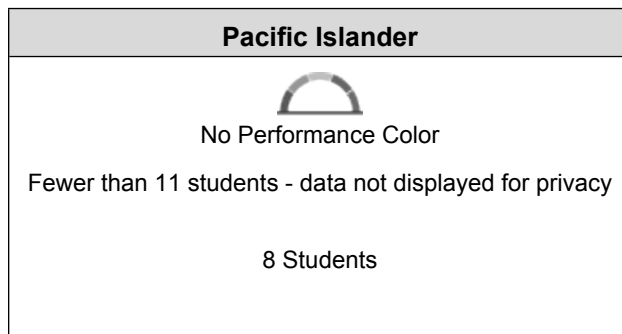 Pacific Islander
No Performance Color
Fewer than 11 students - data not displayed for privacy
8 Students